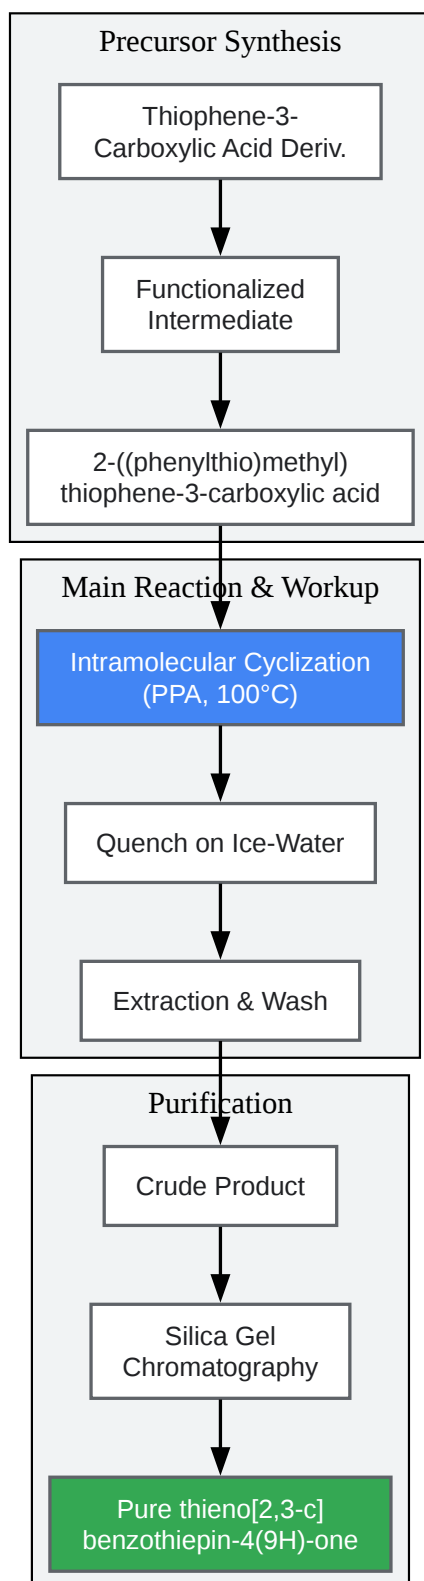 Precursor Synthesis
Thiophene-3-
Carboxylic Acid Deriv.
Functionalized
Intermediate
2-((phenylthio)methyl)
thiophene-3-carboxylic acid
Main Reaction & Workup
Intramolecular Cyclization
(PPA, 100°C)
Quench on Ice-Water
Extraction & Wash
Purification
Crude Product
Silica Gel
Chromatography
Pure thieno[2,3-c]
benzothiepin-4(9H)-one